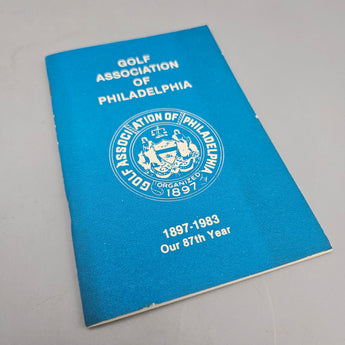 GOLF
ASSOCIATION
OF
PHILADELPHIA
GOLF ASSOCIATION OF PHILADELPHIA
ORGANIZED
1897
1897-1983
Our 87th Year